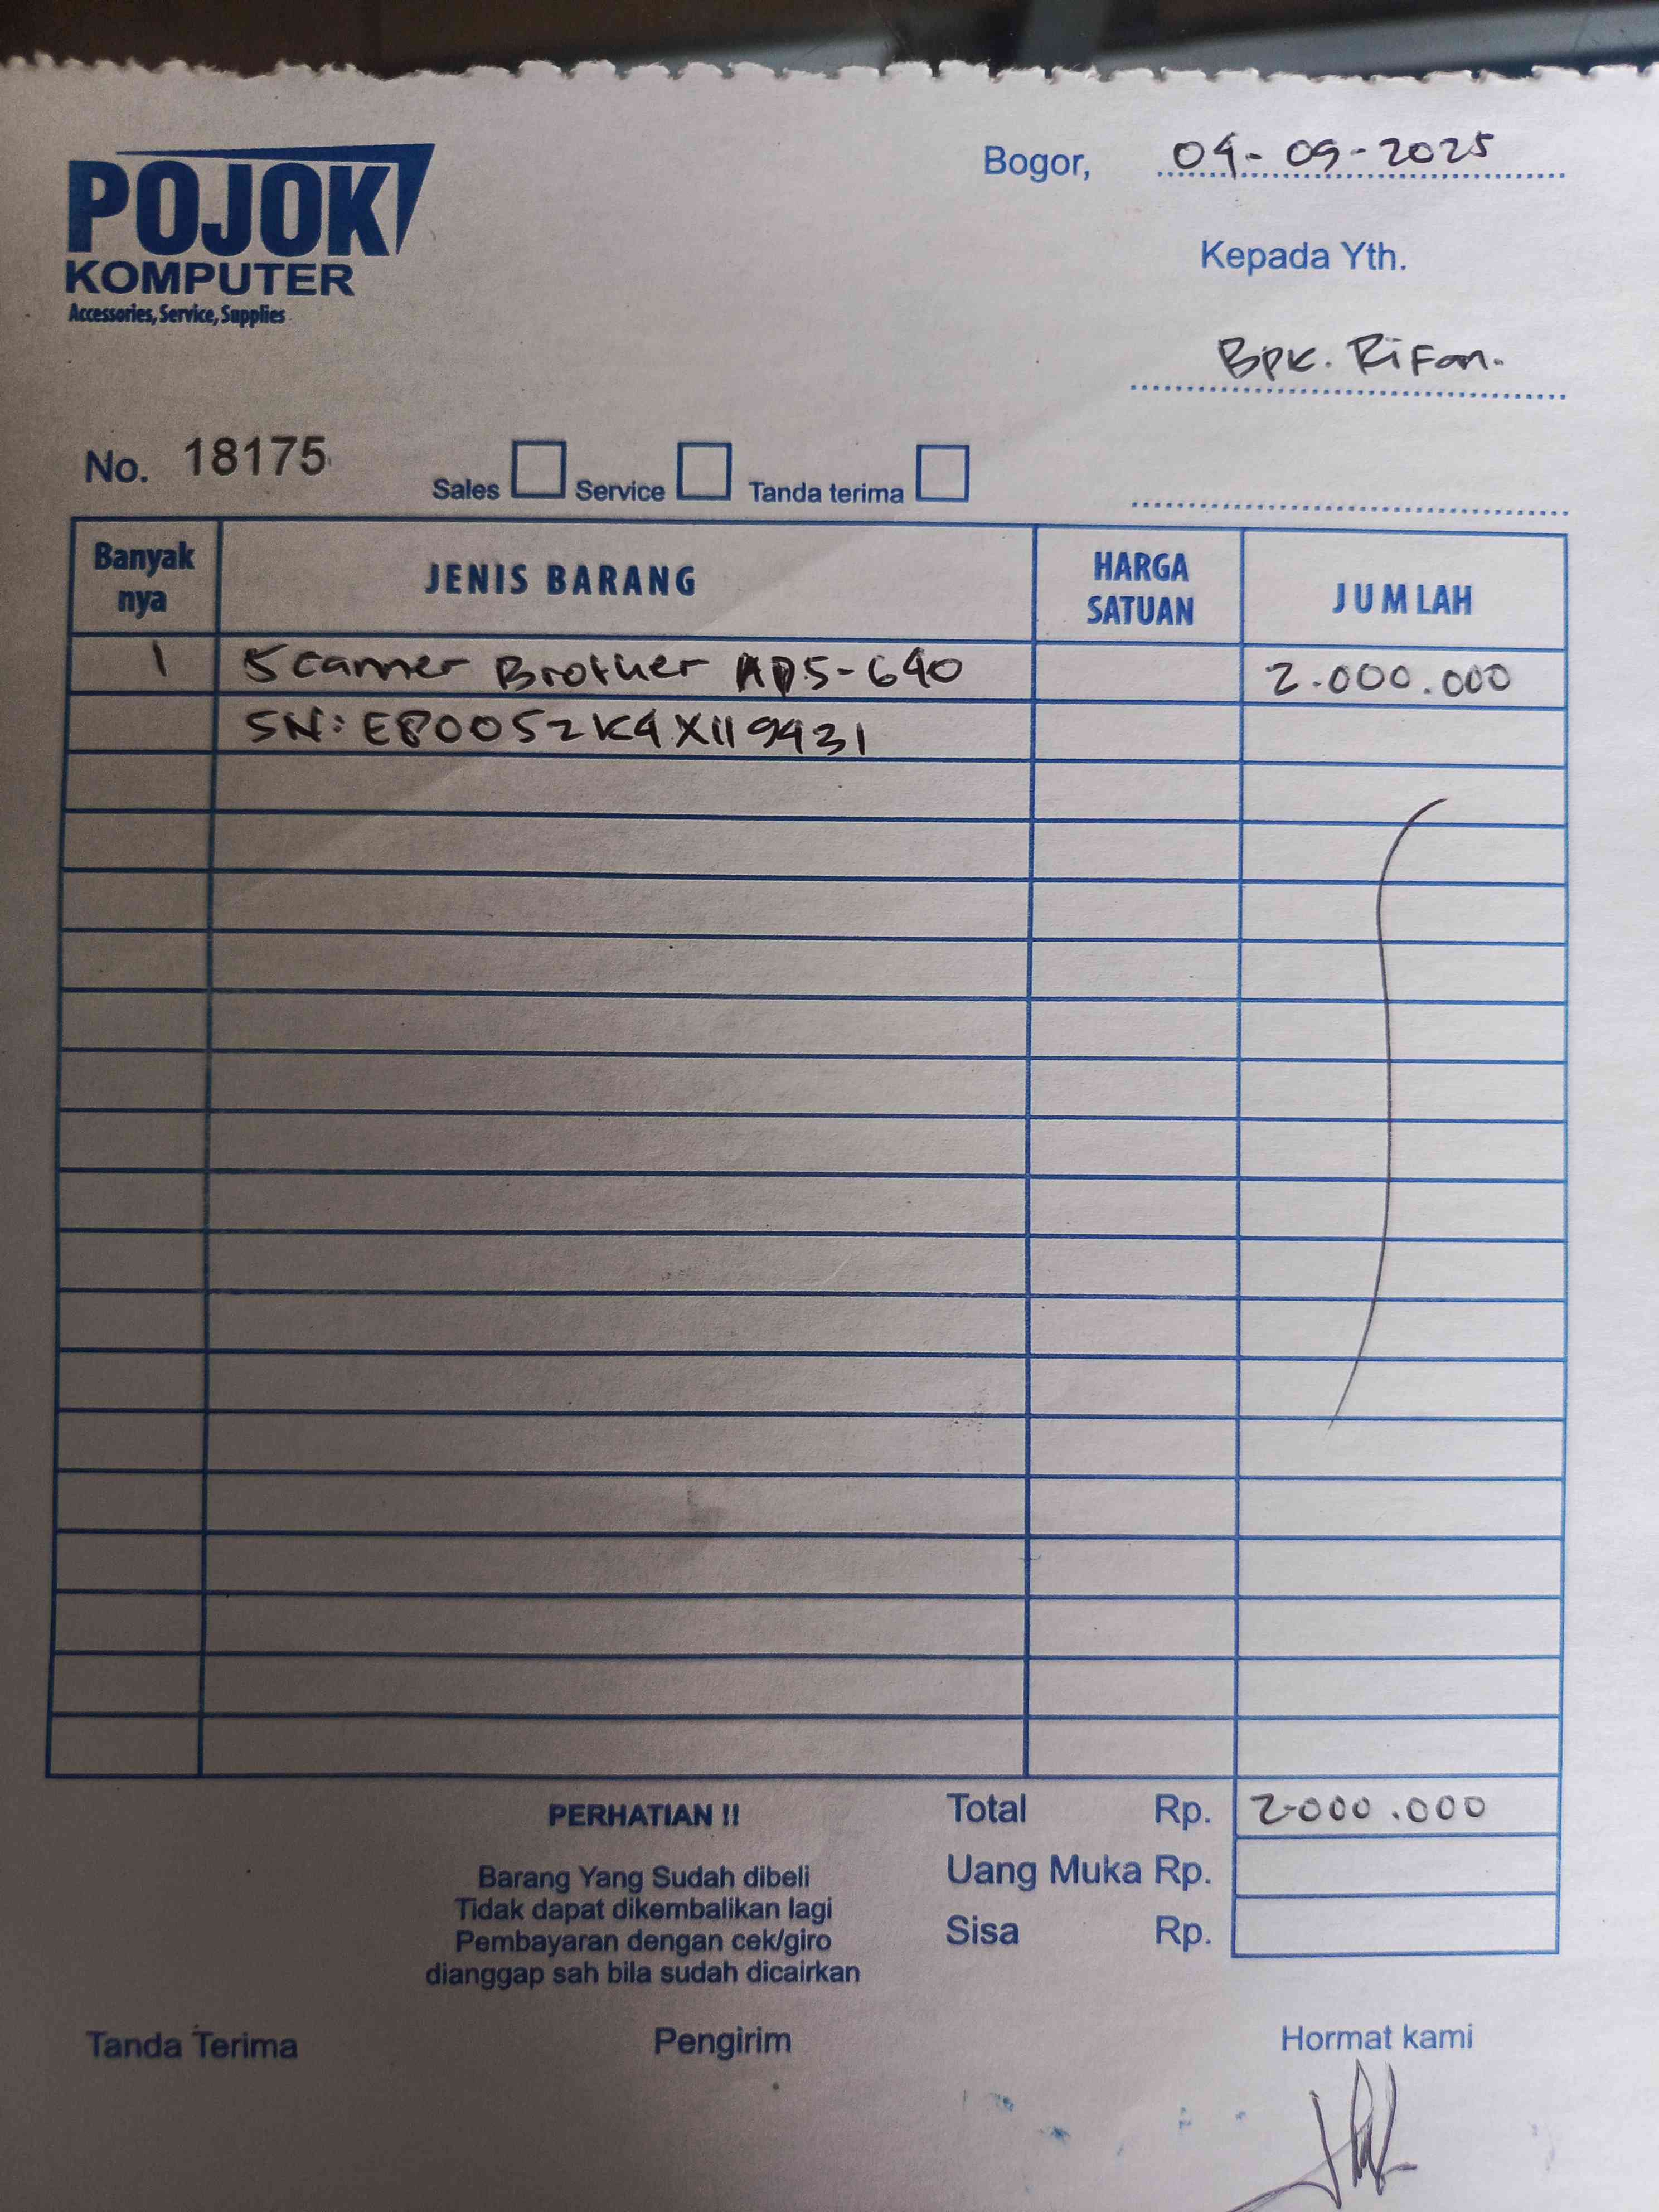 POJOK
KOMPUTER
Accessories, Service, Supplies
Bogor, 04-09-2025
Kepada Yth.
Bpk. Rifan.
No. 18175
Sales Service Tanda terima
Banyak nya JENIS BARANG HARGA SATUAN JUMLAH
1 Scanner Brother ADS-640 2.000.000
SN: E80052K4X119431
PERHATIAN !!
Barang Yang Sudah dibeli
Tidak dapat dikembalikan lagi
Pembayaran dengan cek/giro
dianggap sah bila sudah dicairkan
Total Rp. 2.000.000
Uang Muka Rp.
Sisa Rp.
Tanda Terima Pengirim Hormat kami